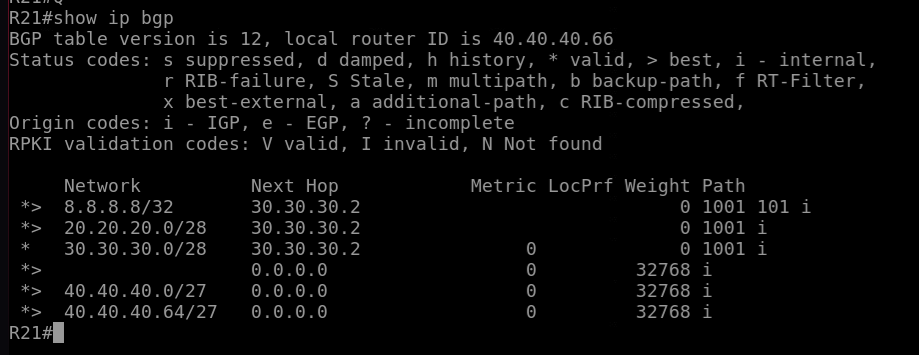 R21#show ip bgp
BGP table version is 12, local router ID is 40.40.40.66
Status codes: s suppressed, d damped, h history, * valid, > best, i - internal,
              r RIB-failure, S Stale, m multipath, b backup-path, f RT-Filter,
              x best-external, a additional-path, c RIB-compressed,
Origin codes: i - IGP, e - EGP, ? - incomplete
RPKI validation codes: V valid, I invalid, N Not found

     Network          Next Hop            Metric LocPrf Weight Path
 *>  8.8.8.8/32       30.30.30.2                             0 1001 101 i
 *>  20.20.20.0/28    30.30.30.2                             0 1001 i
 *   30.30.30.0/28    30.30.30.2               0             0 1001 i
 *>                   0.0.0.0                  0         32768 i
 *>  40.40.40.0/27    0.0.0.0                  0         32768 i
 *>  40.40.40.64/27   0.0.0.0                  0         32768 i
R21#